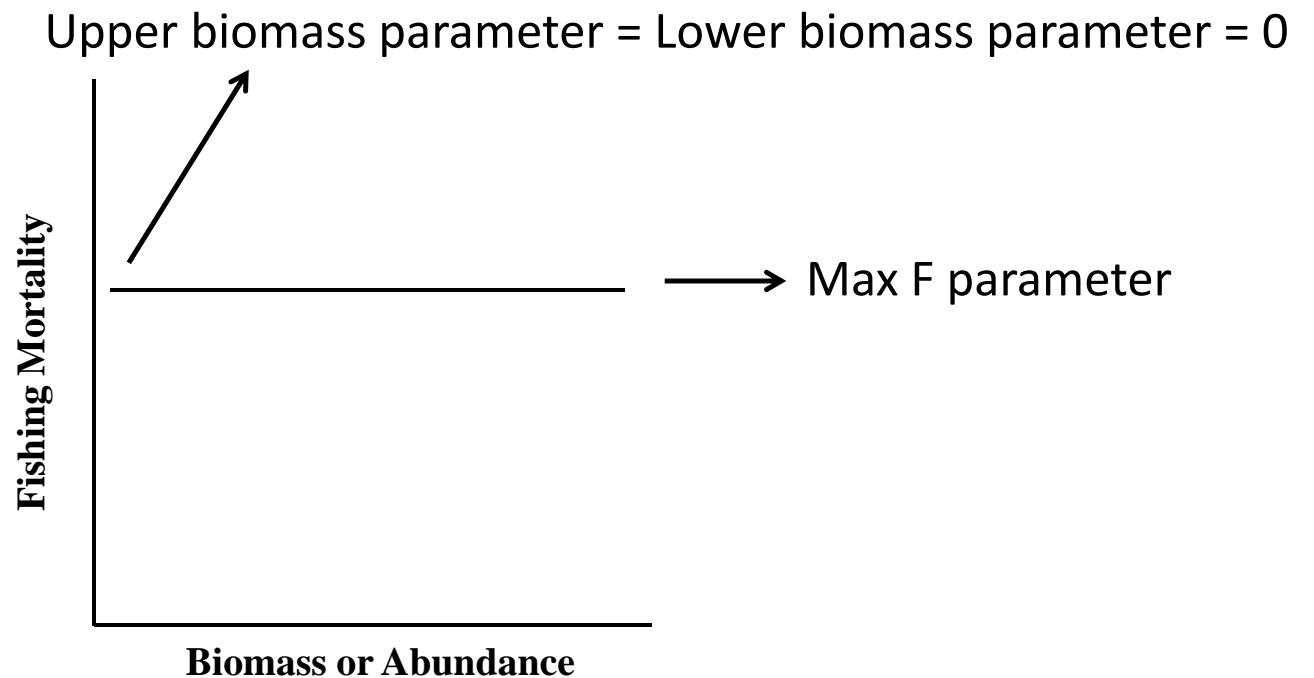 Upper biomass parameter = Lower biomass parameter = 0
Fishing Mortality
Max F parameter
Biomass or Abundance